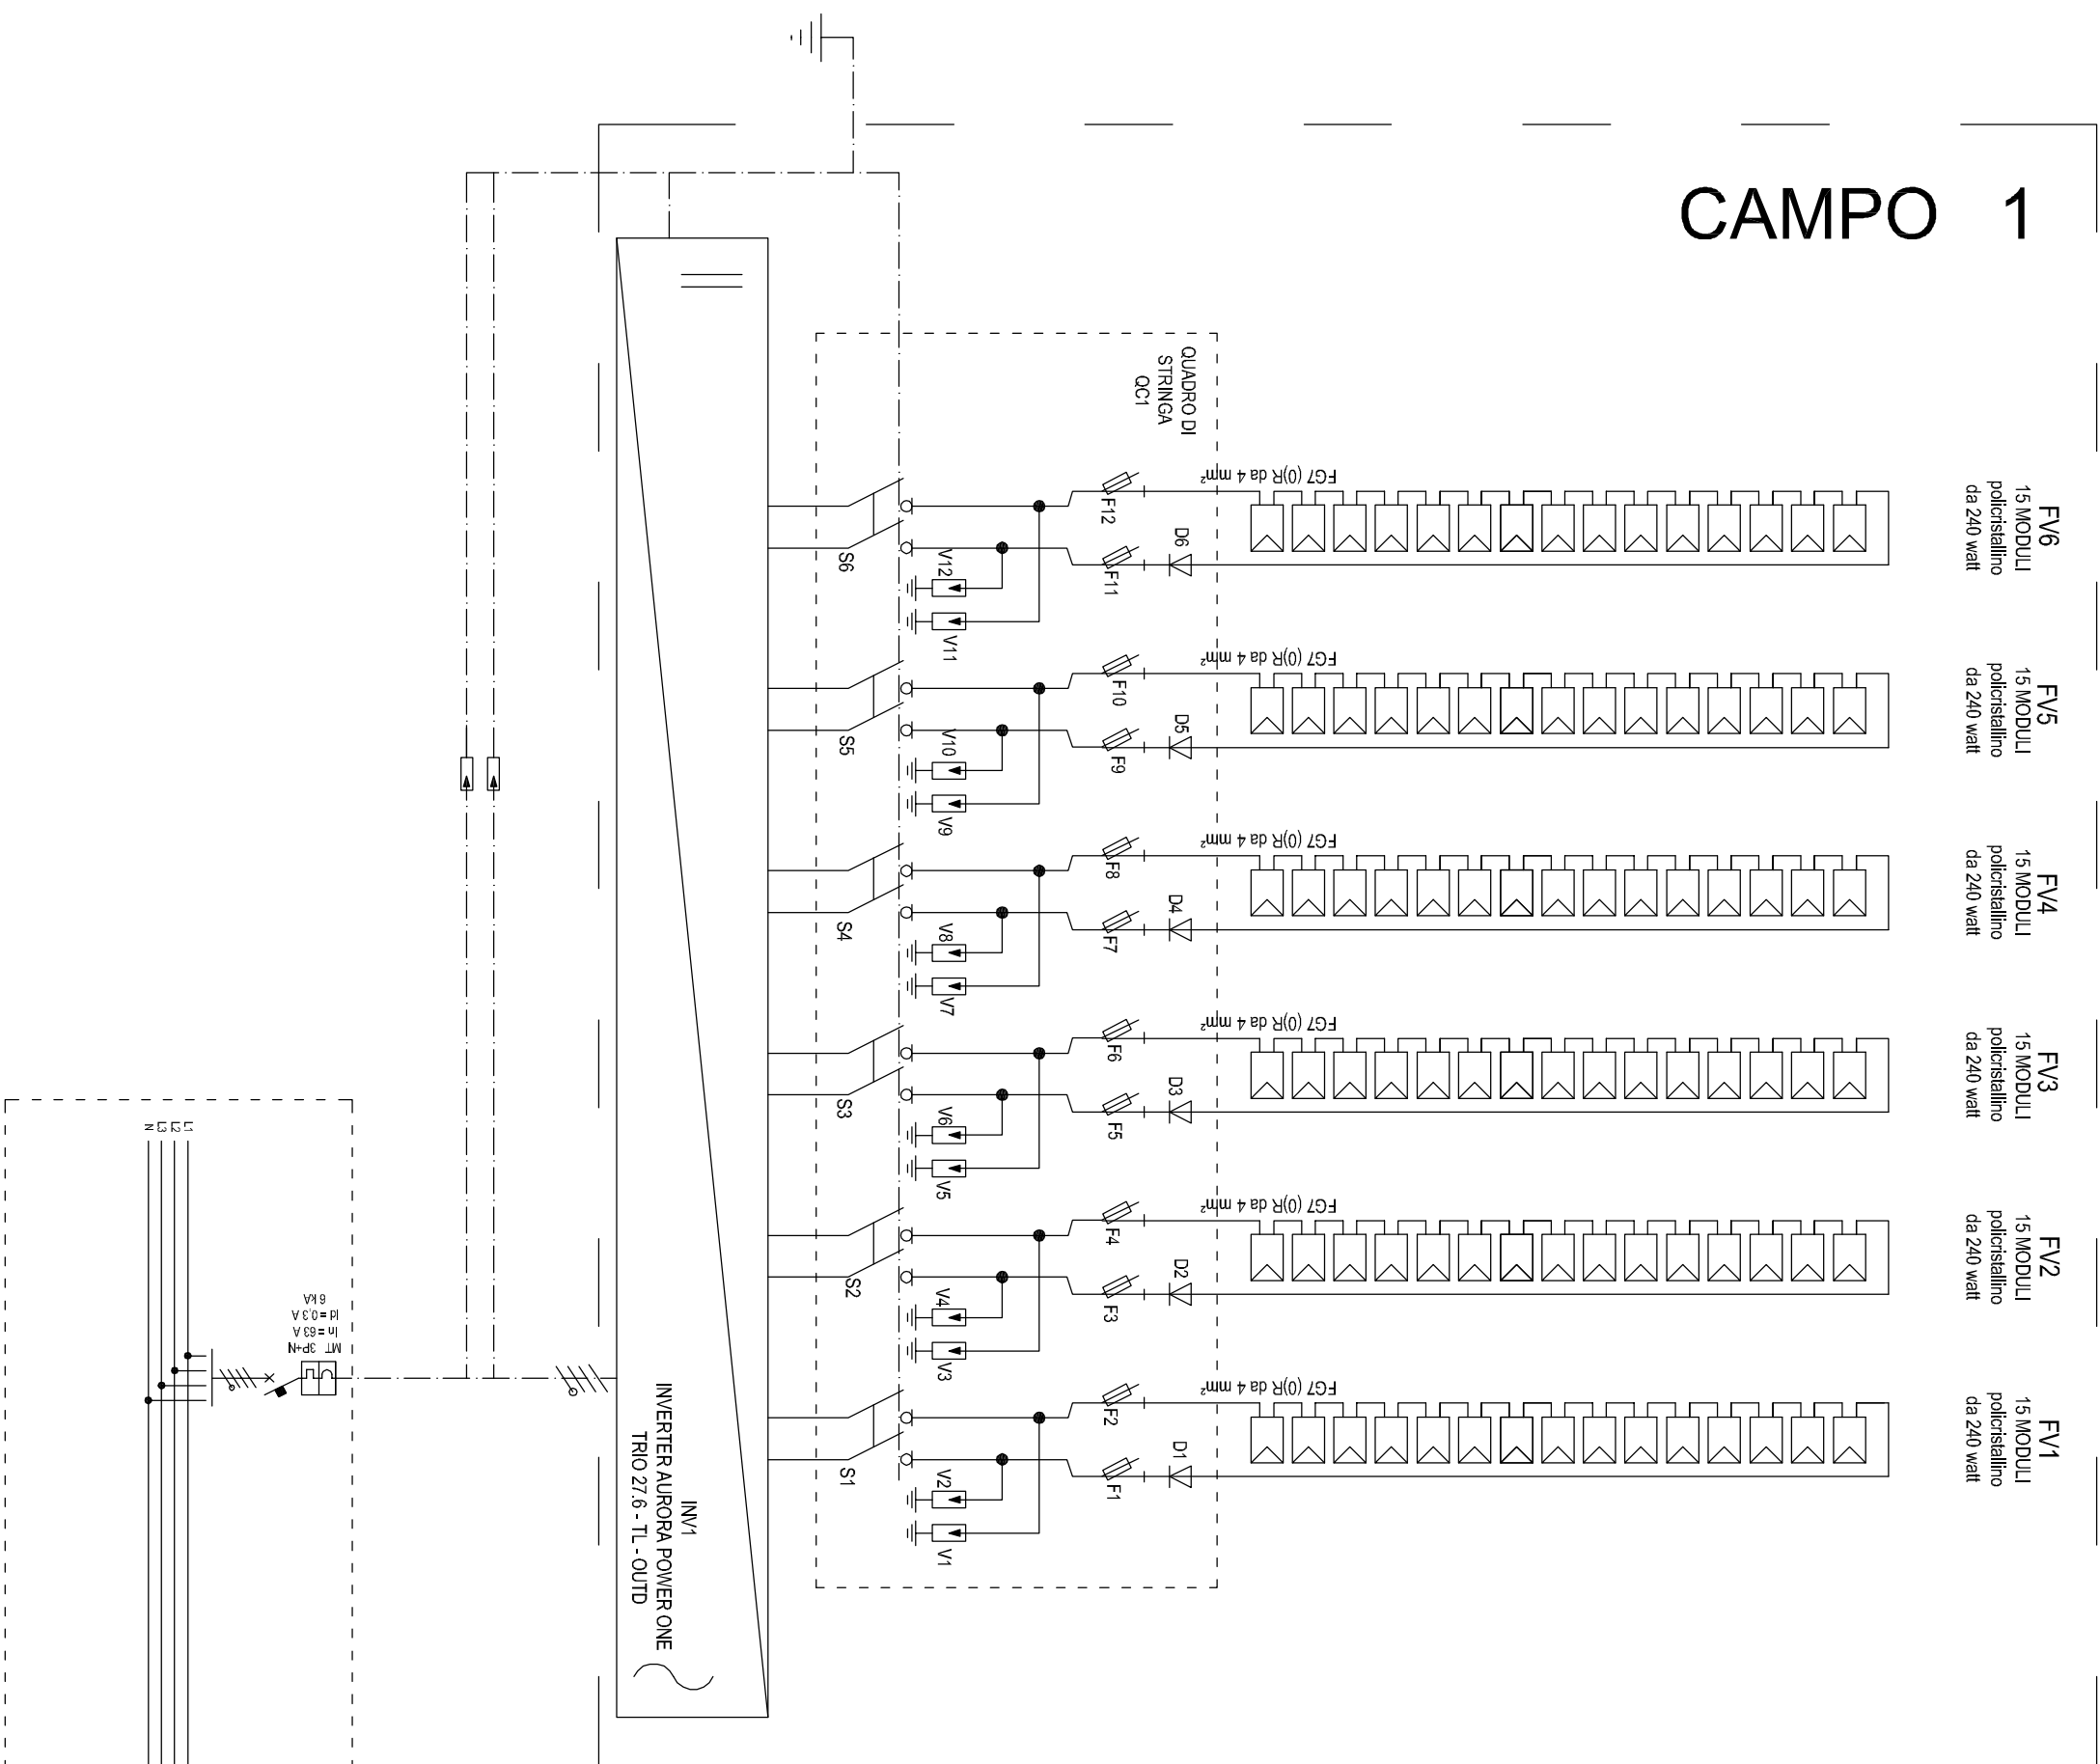 CAMPO 1
QUADRO DI
STRINGA
QC1
FG7 (0)R da 4 mm²
F12
F11
D6
S6
V12
V11
FV6
15 MODULI
policristallino
da 240 watt
FG7 (0)R da 4 mm²
F10
F9
D5
S5
V10
V9
FV5
15 MODULI
policristallino
da 240 watt
FG7 (0)R da 4 mm²
F8
F7
D4
S4
V8
V7
FV4
15 MODULI
policristallino
da 240 watt
FG7 (0)R da 4 mm²
F6
F5
D3
S3
V6
V5
FV3
15 MODULI
policristallino
da 240 watt
FG7 (0)R da 4 mm²
F4
F3
D2
S2
V4
V3
FV2
15 MODULI
policristallino
da 240 watt
FG7 (0)R da 4 mm²
F2
F1
D1
S1
V2
V1
FV1
15 MODULI
policristallino
da 240 watt
INV1
INVERTER AURORA POWER ONE
TRIO 27.6 - TL - OUTD
L1
L2
L3
N
MT 3P+N
In = 63 A
Id = 0,3 A
6 kA